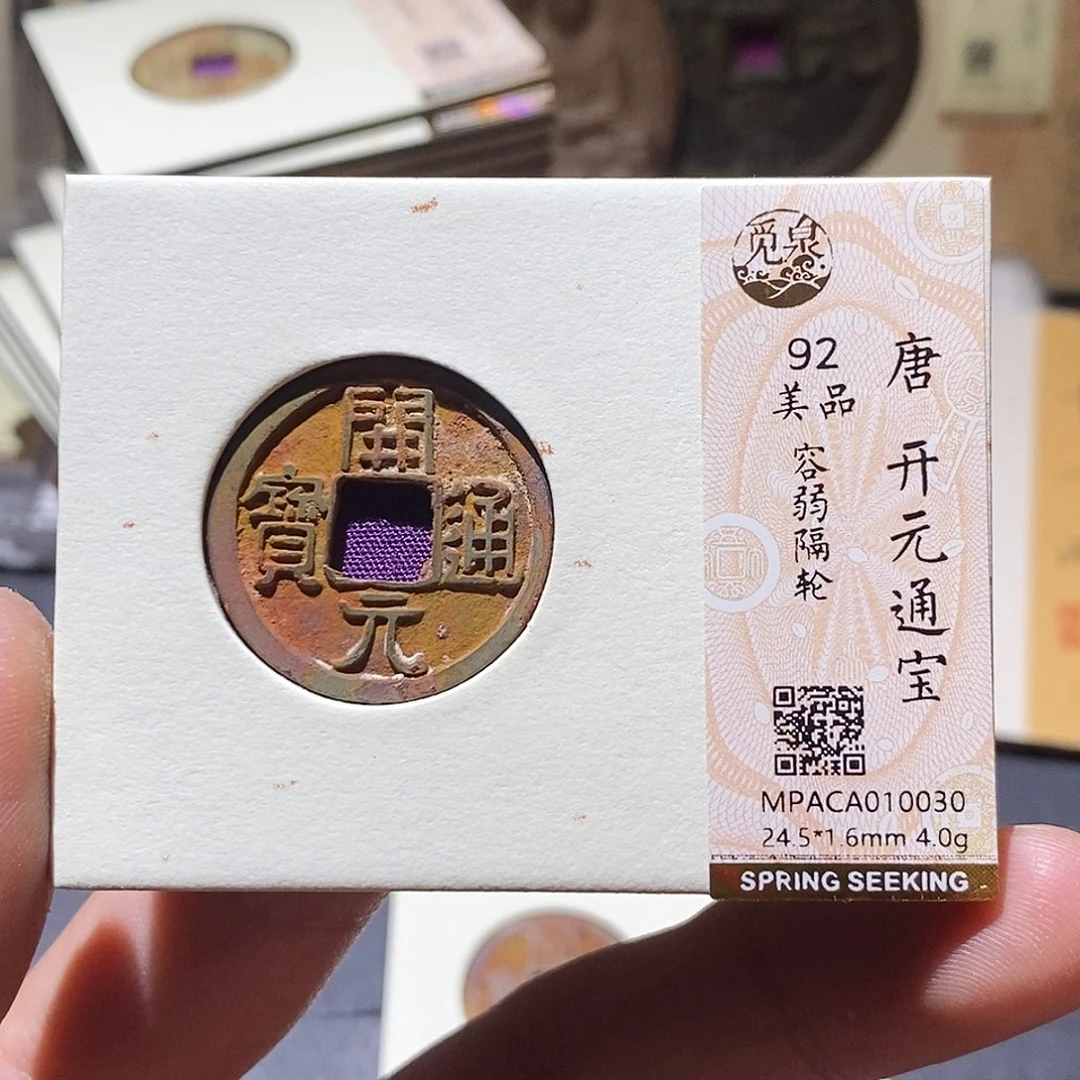 開
元
通
寶
觅泉
唐 开元通宝
92
美品
容弱隔轮
MPACA010030
24.5*1.6mm 4.0g
SPRING SEEKING